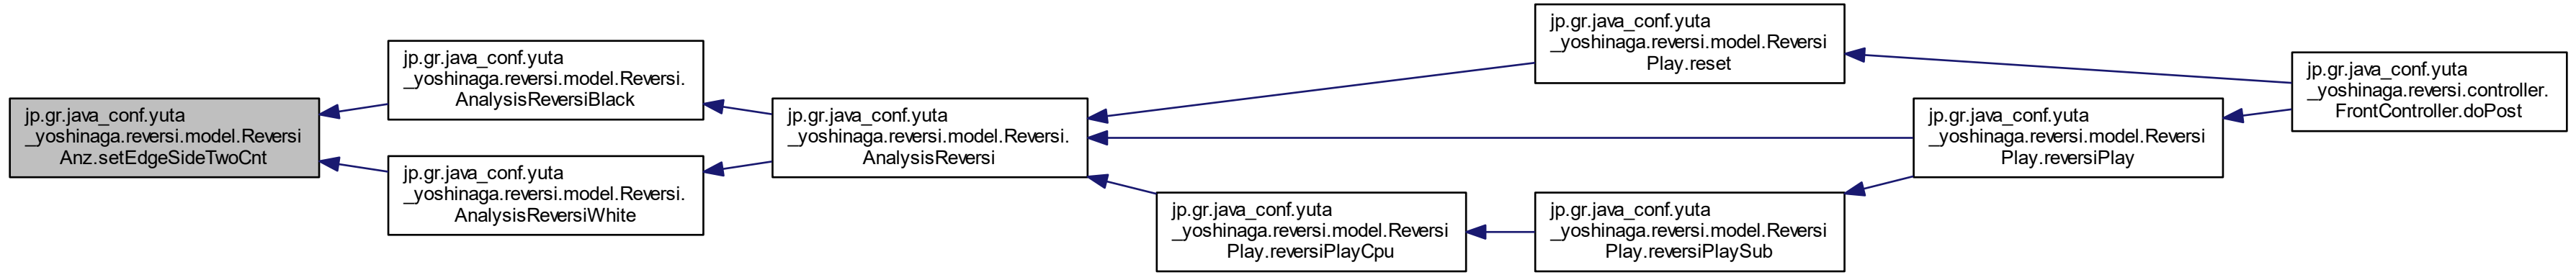 jp.gr.java_conf.yuta
_yoshinaga.reversi.model.Reversi
Anz.setEdgeSideTwoCnt
jp.gr.java_conf.yuta
_yoshinaga.reversi.model.Reversi.
AnalysisReversiBlack
jp.gr.java_conf.yuta
_yoshinaga.reversi.model.Reversi.
AnalysisReversiWhite
jp.gr.java_conf.yuta
_yoshinaga.reversi.model.Reversi.
AnalysisReversi
jp.gr.java_conf.yuta
_yoshinaga.reversi.model.Reversi
Play.reset
jp.gr.java_conf.yuta
_yoshinaga.reversi.controller.
FrontController.doPost
jp.gr.java_conf.yuta
_yoshinaga.reversi.model.Reversi
Play.reversiPlay
jp.gr.java_conf.yuta
_yoshinaga.reversi.model.Reversi
Play.reversiPlayCpu
jp.gr.java_conf.yuta
_yoshinaga.reversi.model.Reversi
Play.reversiPlaySub